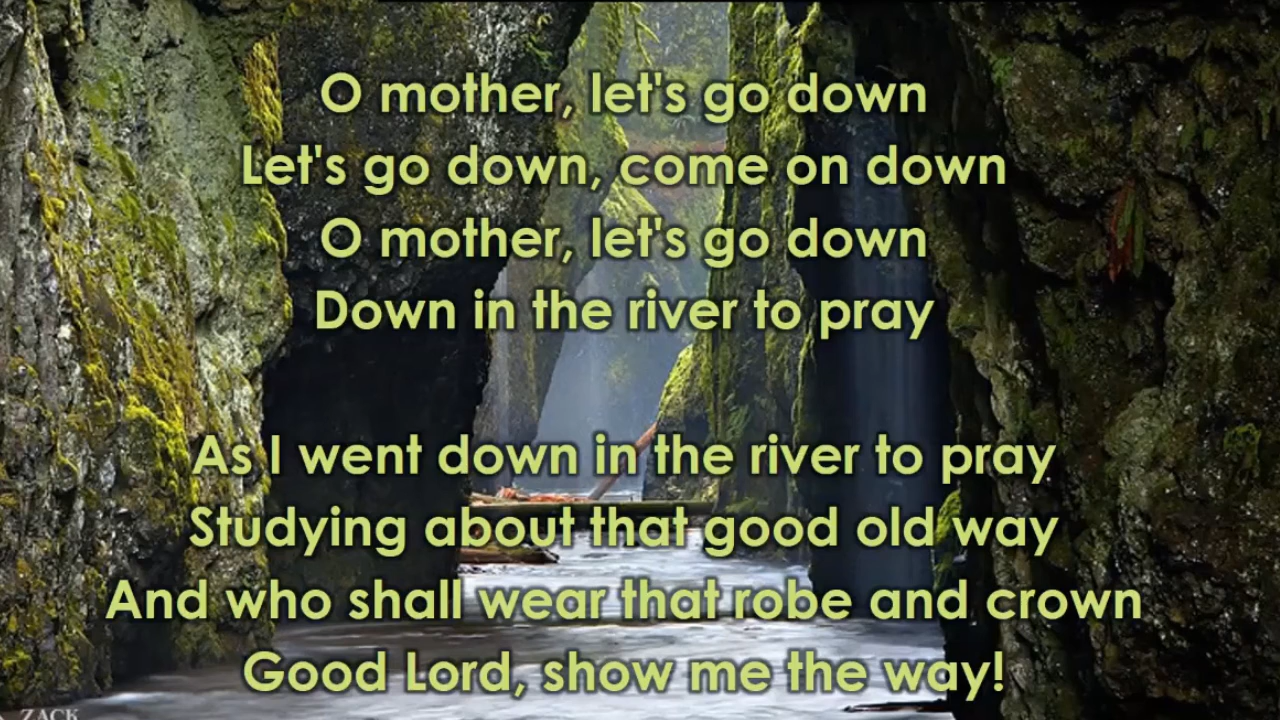 O mother, let's go down
Let's go down, come on down
O mother, let's go down
Down in the river to pray
As I went down in the river to pray
Studying about that good old way
And who shall wear that robe and crown
Good Lord, show me the way!
ZACK